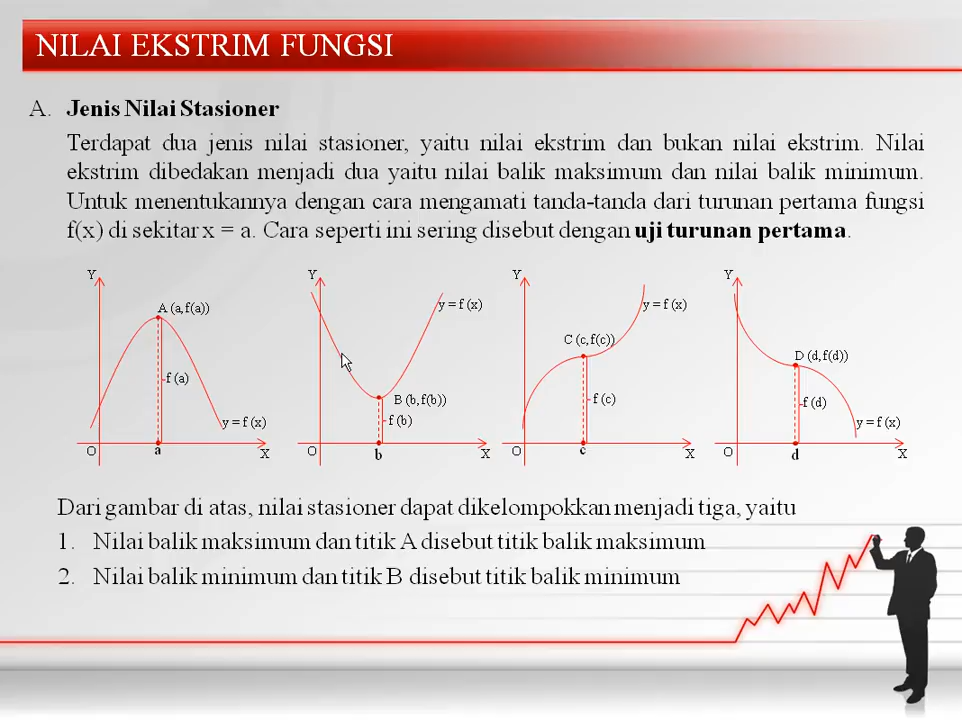 NILAI EKSTRIM FUNGSI
A. Jenis Nilai Stasioner
Terdapat dua jenis nilai stasioner, yaitu nilai ekstrim dan bukan nilai ekstrim. Nilai
ekstrim dibedakan menjadi dua yaitu nilai balik maksimum dan nilai balik minimum.
Untuk menentukannya dengan cara mengamati tanda-tanda dari turunan pertama fungsi
f(x) di sekitar x = a. Cara seperti ini sering disebut dengan uji turunan pertama.
Y
A (a,f(a))
f (a)
y = f (x)
O
a
X
Y
y = f (x)
B (b,f(b))
f (b)
O
b
X
Y
y = f (x)
C (c,f(c))
f (c)
O
c
X
Y
D (d,f(d))
f (d)
y = f (x)
O
d
X
Dari gambar di atas, nilai stasioner dapat dikelompokkan menjadi tiga, yaitu
1. Nilai balik maksimum dan titik A disebut titik balik maksimum
2. Nilai balik minimum dan titik B disebut titik balik minimum